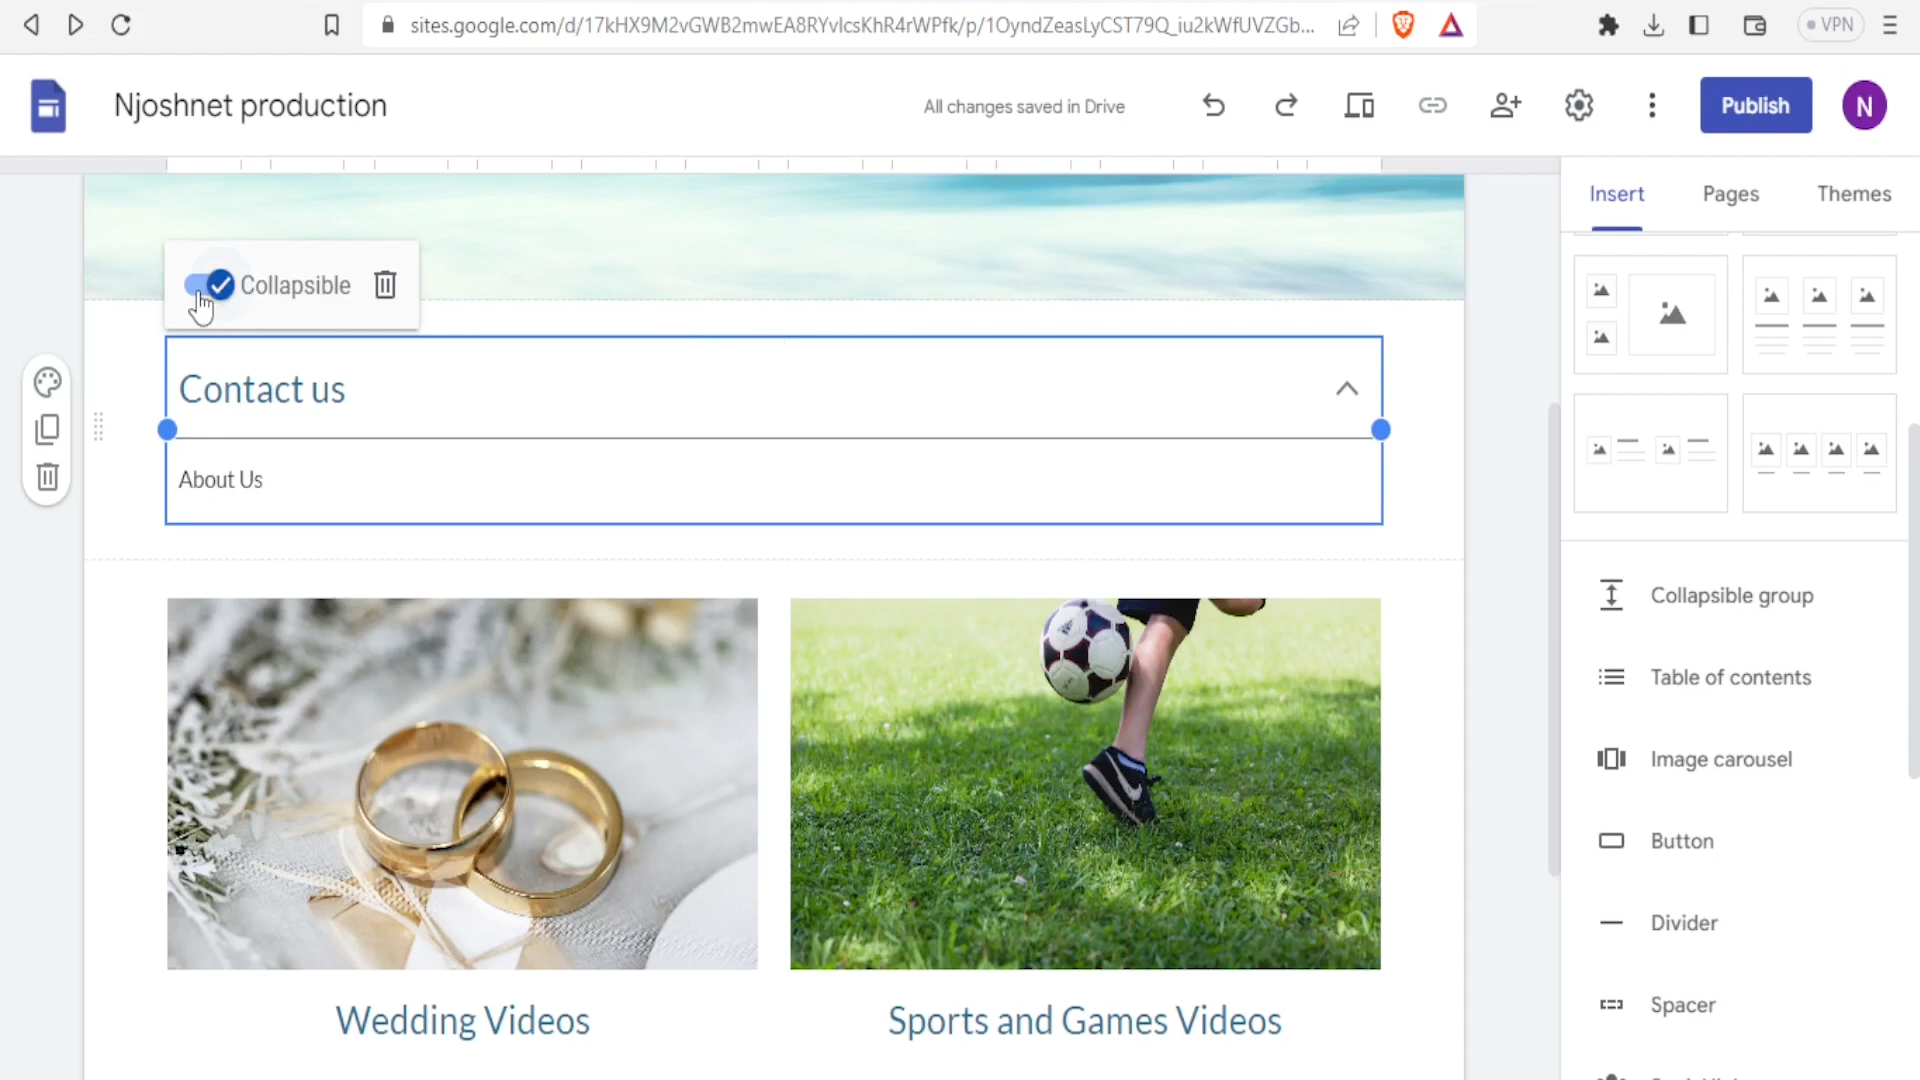 sites.google.com/d/17kHX9M2vGWB2mwEA8RYvIcsKhR4rWPfk/p/1OyndZeasLyCST79Q_iu2kWfUVZGb...
VPN
Njoshnet production
All changes saved in Drive
Publish
N
Insert
Pages
Themes
Collapsible
Contact us
About Us
Collapsible group
Table of contents
Image carousel
Button
Divider
Spacer
Wedding Videos
Sports and Games Videos